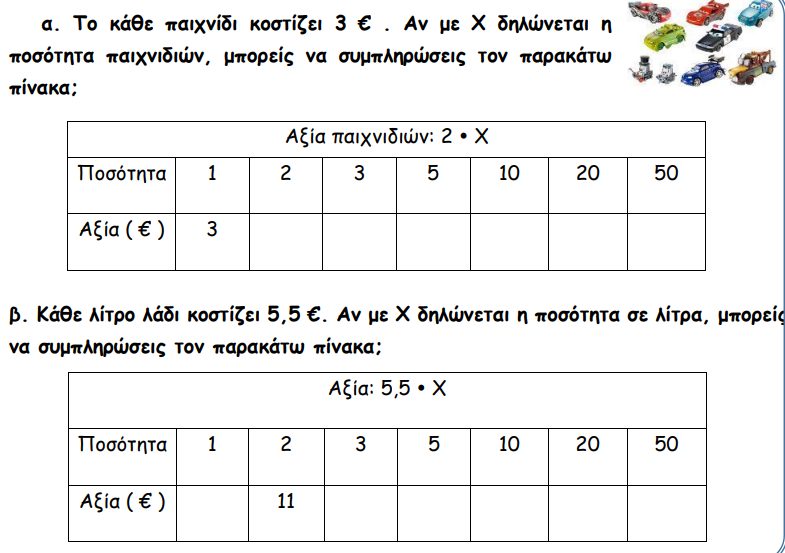 α. Το κάθε παιχνίδι κοστίζει 3 € . Αν με Χ δηλώνεται η
ποσότητα παιχνιδιών, μπορείς να συμπληρώσεις τον παρακάτω
πίνακα;
Αξία παιχνιδιών: 2 • Χ
Ποσότητα 1 2 3 5 10 20 50
Αξία ( € ) 3
β. Κάθε λίτρο λάδι κοστίζει 5,5 €. Αν με Χ δηλώνεται η ποσότητα σε λίτρα, μπορείς
να συμπληρώσεις τον παρακάτω πίνακα;
Αξία: 5,5 • Χ
Ποσότητα 1 2 3 5 10 20 50
Αξία ( € ) 11